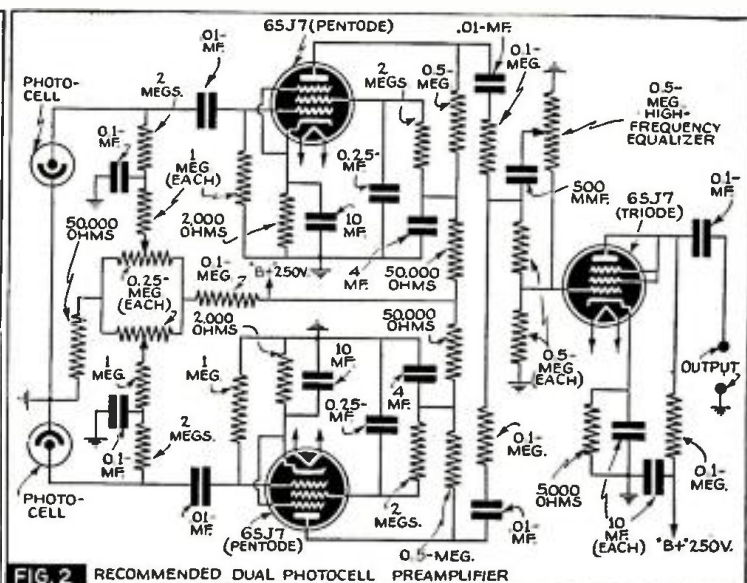 PHOTO-
CELL
.01-
MF.
2
MEGS.
6SJ7 (PENTODE)
.01-MF.
0.1-
MEG.
2
MEGS.
0.5-
MEG.
0.5-
MEG.
HIGH-
FREQUENCY
EQUALIZER
0.1-
MF.
1
MEG
(EACH)
0.25-
MF.
500
MMF.
6SJ7
(TRIODE)
0.1-
MF.
50,000
OHMS
2,000
OHMS
10
MF.
0.25-
MEG
(EACH)
0.1-
MEG.
"B+"250V.
4
MF.
50,000
OHMS
2,000
OHMS
50,000
OHMS
0.5-
MEG
(EACH)
OUTPUT
1
MEG.
1
MEG.
10
MF.
4
MF.
0.25-
MF.
0.1-
MF.
2
MEGS.
0.1-
MEG.
5,000
OHMS
0.1-
MEG.
PHOTO-
CELL
.01-
MF.
6SJ7
(PENTODE)
2
MEGS.
0.5-MEG.
.01-
MF.
10
MF.
(EACH)
"B+"250V.
FIG. 2 RECOMMENDED DUAL PHOTOCELL PREAMPLIFIER